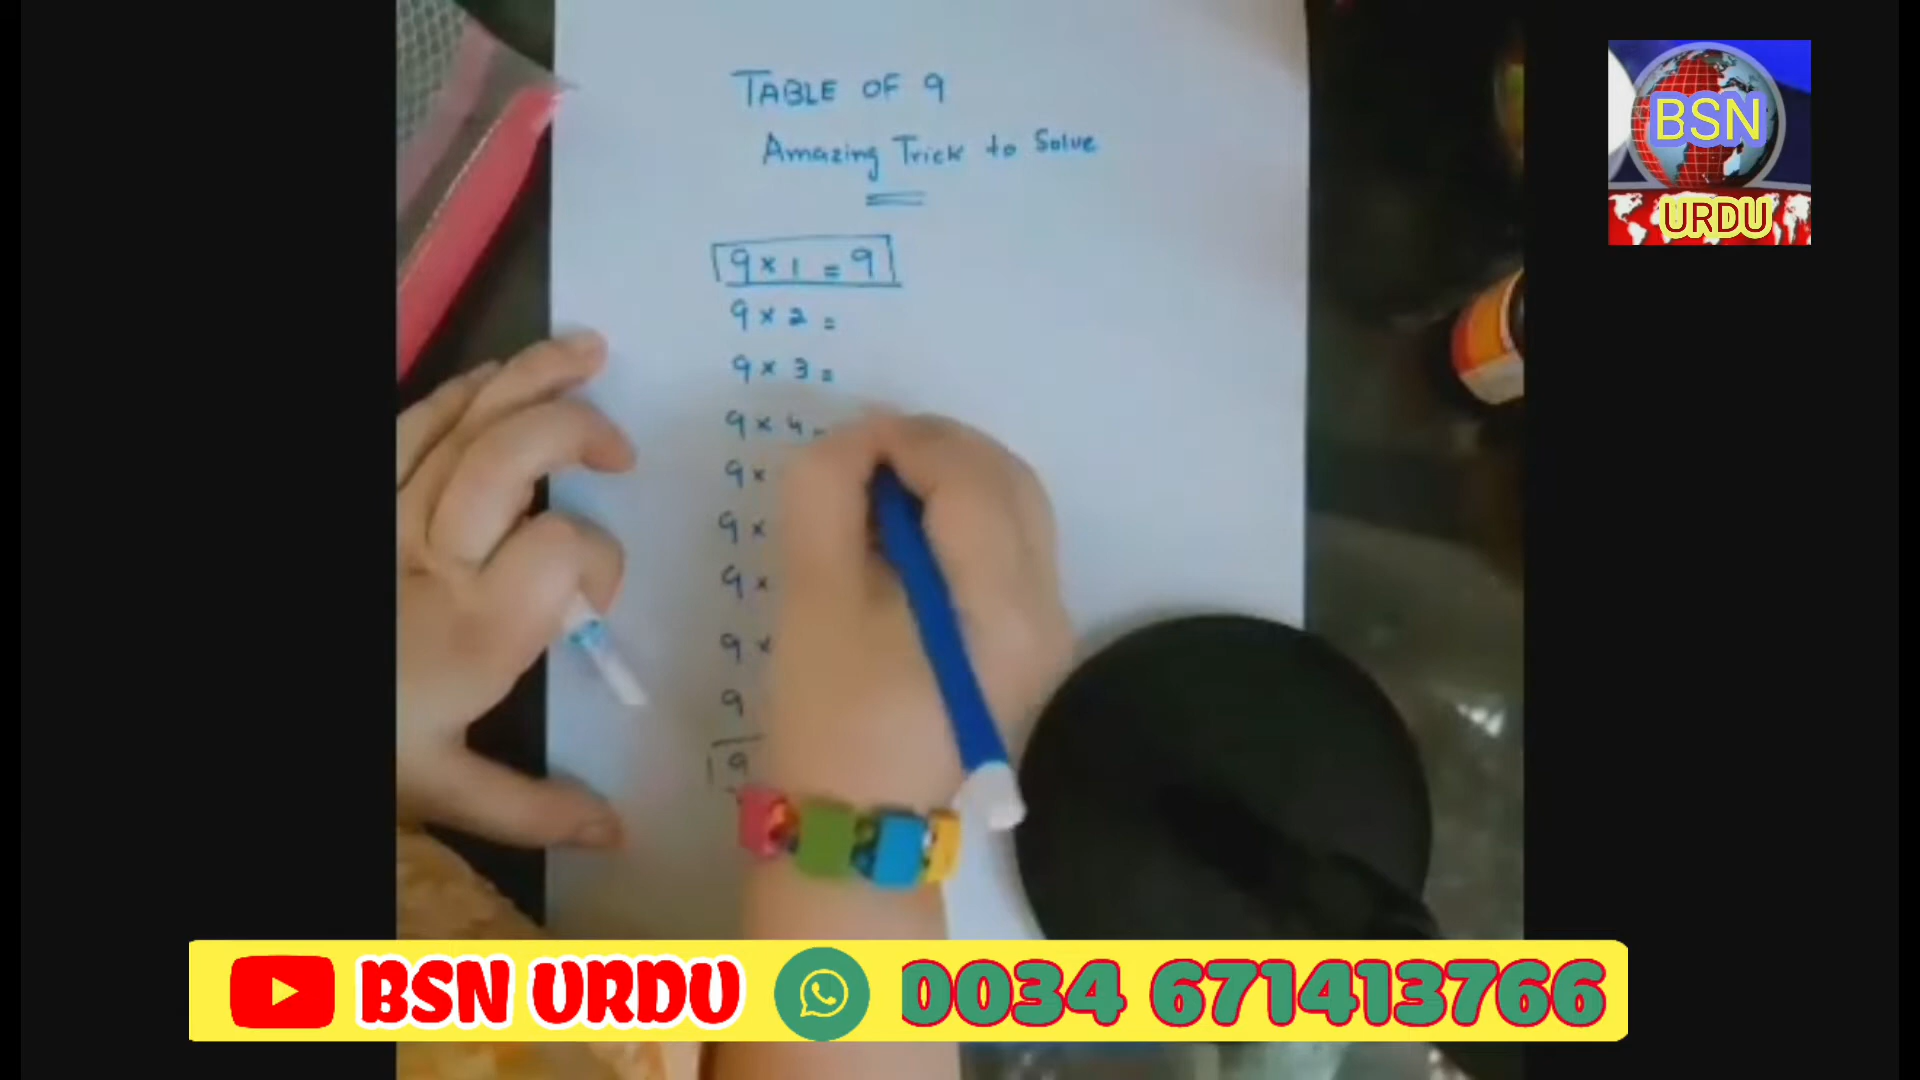 TABLE OF 9
Amazing Trick to Solve
9 × 1 = 9
9 × 2 =
9 × 3 =
9 × 4 =
9 ×
9 ×
9 ×
9 ×
9
9
BSN
URDU
BSN URDU 0034 671413766